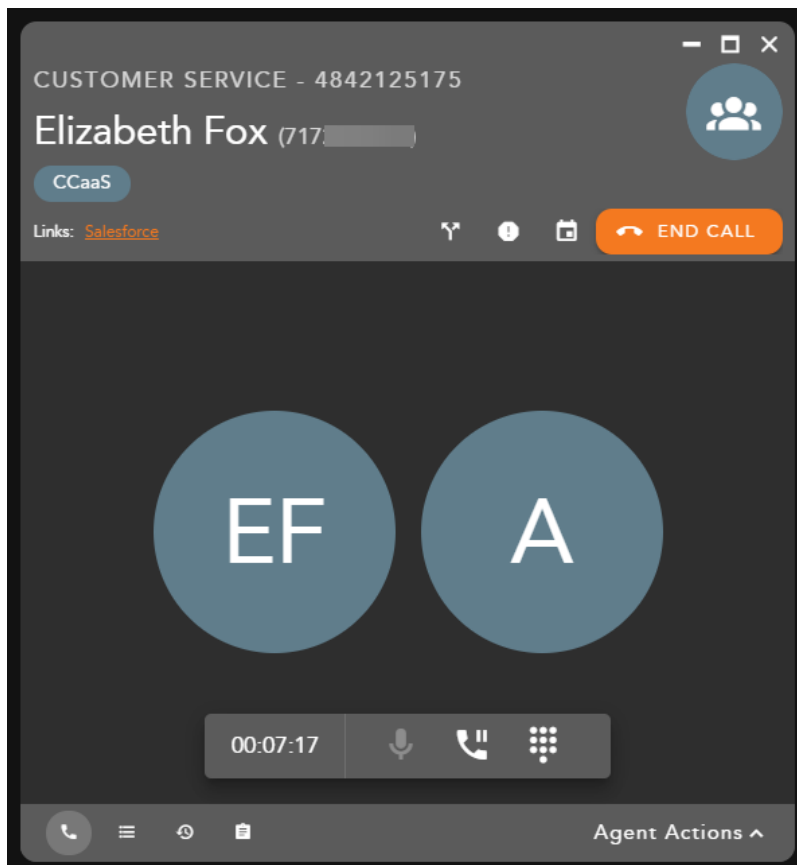 CUSTOMER SERVICE - 4842125175
Elizabeth Fox (717
CCaaS
Links: Salesforce
END CALL
EF
A
00:07:17
Agent Actions